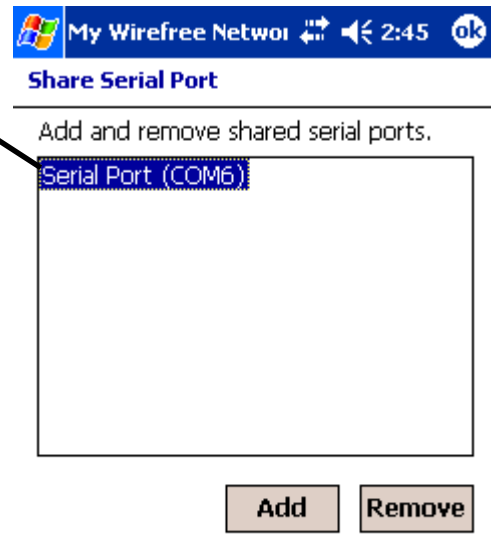 My Wirefree Networ 2:45 ok
Share Serial Port
Add and remove shared serial ports.
Serial Port (COM6)
Add Remove